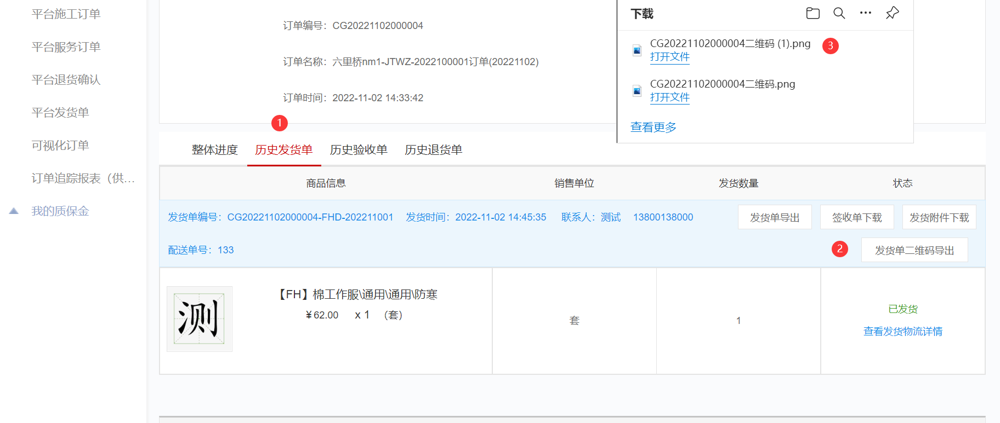 平台施工订单
平台服务订单
平台退货确认
平台发货单
可视化订单
订单追踪报表（供...
我的质保金
订单编号：CG20221102000004
订单名称：六里桥nm1-JTWZ-2022100001订单(20221102)
订单时间：2022-11-02 14:33:42
下载
CG20221102000004二维码 (1).png
3
打开文件
CG20221102000004二维码.png
打开文件
查看更多
1
整体进度 历史发货单 历史验收单 历史退货单
商品信息 销售单位 发货数量 状态
发货单编号：CG20221102000004-FHD-202211001 发货时间：2022-11-02 14:45:35 联系人：测试 13800138000 发货单导出 签收单下载 发货附件下载
配送单号：133 2 发货单二维码导出
测
【FH】棉工作服\通用\通用\防寒
¥62.00 x 1 （套）
套
1
已发货
查看发货物流详情